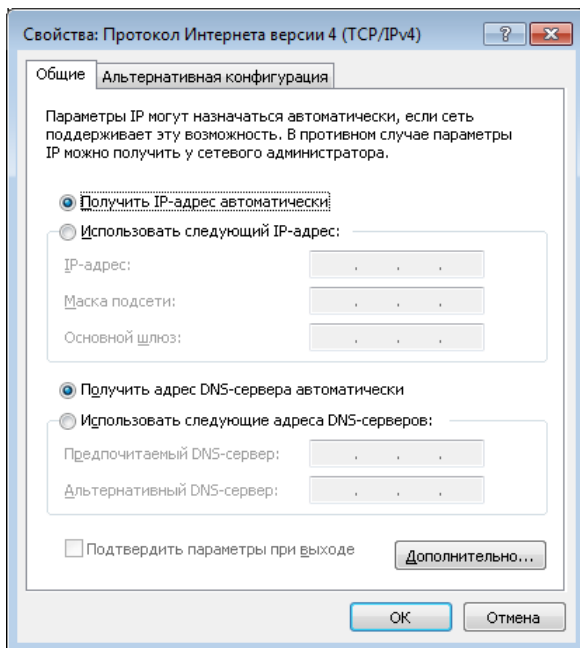 Свойства: Протокол Интернета версии 4 (TCP/IPv4)
Общие
Альтернативная конфигурация
Параметры IP могут назначаться автоматически, если сеть
поддерживает эту возможность. В противном случае параметры
IP можно получить у сетевого администратора.
Получить IP-адрес автоматически
Использовать следующий IP-адрес:
IP-адрес:
Маска подсети:
Основной шлюз:
Получить адрес DNS-сервера автоматически
Использовать следующие адреса DNS-серверов:
Предпочитаемый DNS-сервер:
Альтернативный DNS-сервер:
Подтвердить параметры при выходе
Дополнительно...
ОК
Отмена